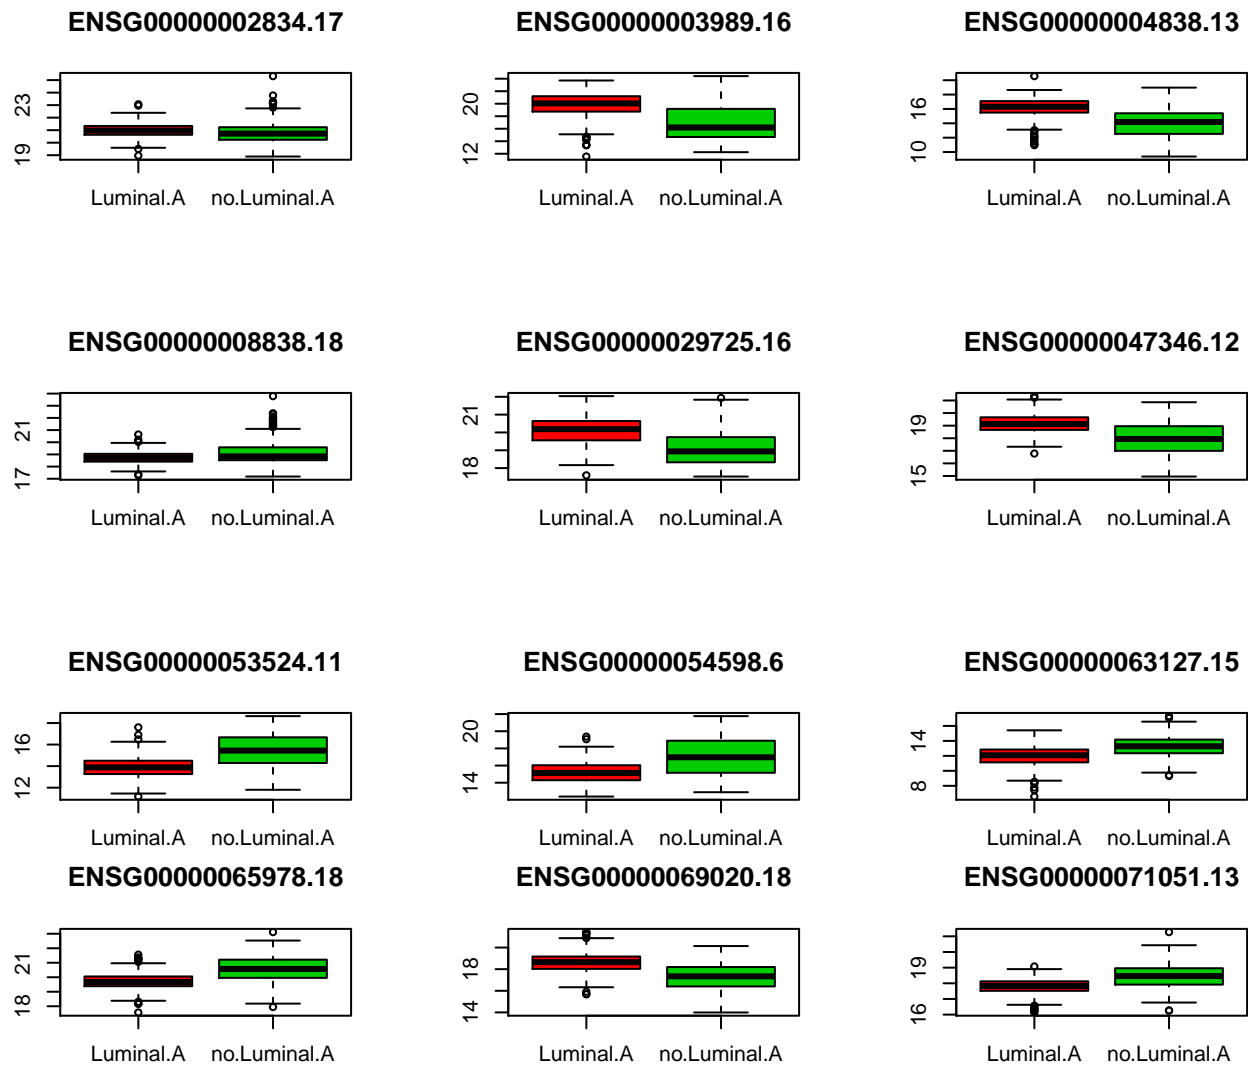 ENSG00000002834.17 ENSG00000003989.16 ENSG00000004838.13
23 20 16
19 12 10
Luminal.A no.Luminal.A Luminal.A no.Luminal.A Luminal.A no.Luminal.A
ENSG00000008838.18 ENSG00000029725.16 ENSG00000047346.12
21 21 19
17 18 15
Luminal.A no.Luminal.A Luminal.A no.Luminal.A Luminal.A no.Luminal.A
ENSG00000053524.11 ENSG00000054598.6 ENSG00000063127.15
16 20 14
12 14 8
Luminal.A no.Luminal.A Luminal.A no.Luminal.A Luminal.A no.Luminal.A
ENSG00000065978.18 ENSG00000069020.18 ENSG00000071051.13
21 18 19
18 14 16
Luminal.A no.Luminal.A Luminal.A no.Luminal.A Luminal.A no.Luminal.A